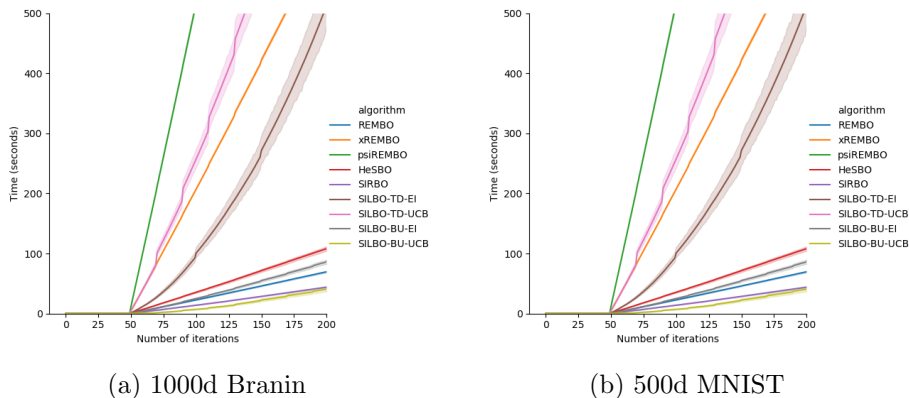 500
400
300
200
100
0
Time (seconds)
0 25 50 75 100 125 150 175 200
Number of iterations
algorithm
REMBO
xREMBO
psiREMBO
HeSBO
SIRBO
SILBO-TD-EI
SILBO-TD-UCB
SILBO-BU-EI
SILBO-BU-UCB
(a) 1000d Branin
500
400
300
200
100
0
Time (seconds)
0 25 50 75 100 125 150 175 200
Number of iterations
algorithm
REMBO
xREMBO
psiREMBO
HeSBO
SIRBO
SILBO-TD-EI
SILBO-TD-UCB
SILBO-BU-EI
SILBO-BU-UCB
(b) 500d MNIST